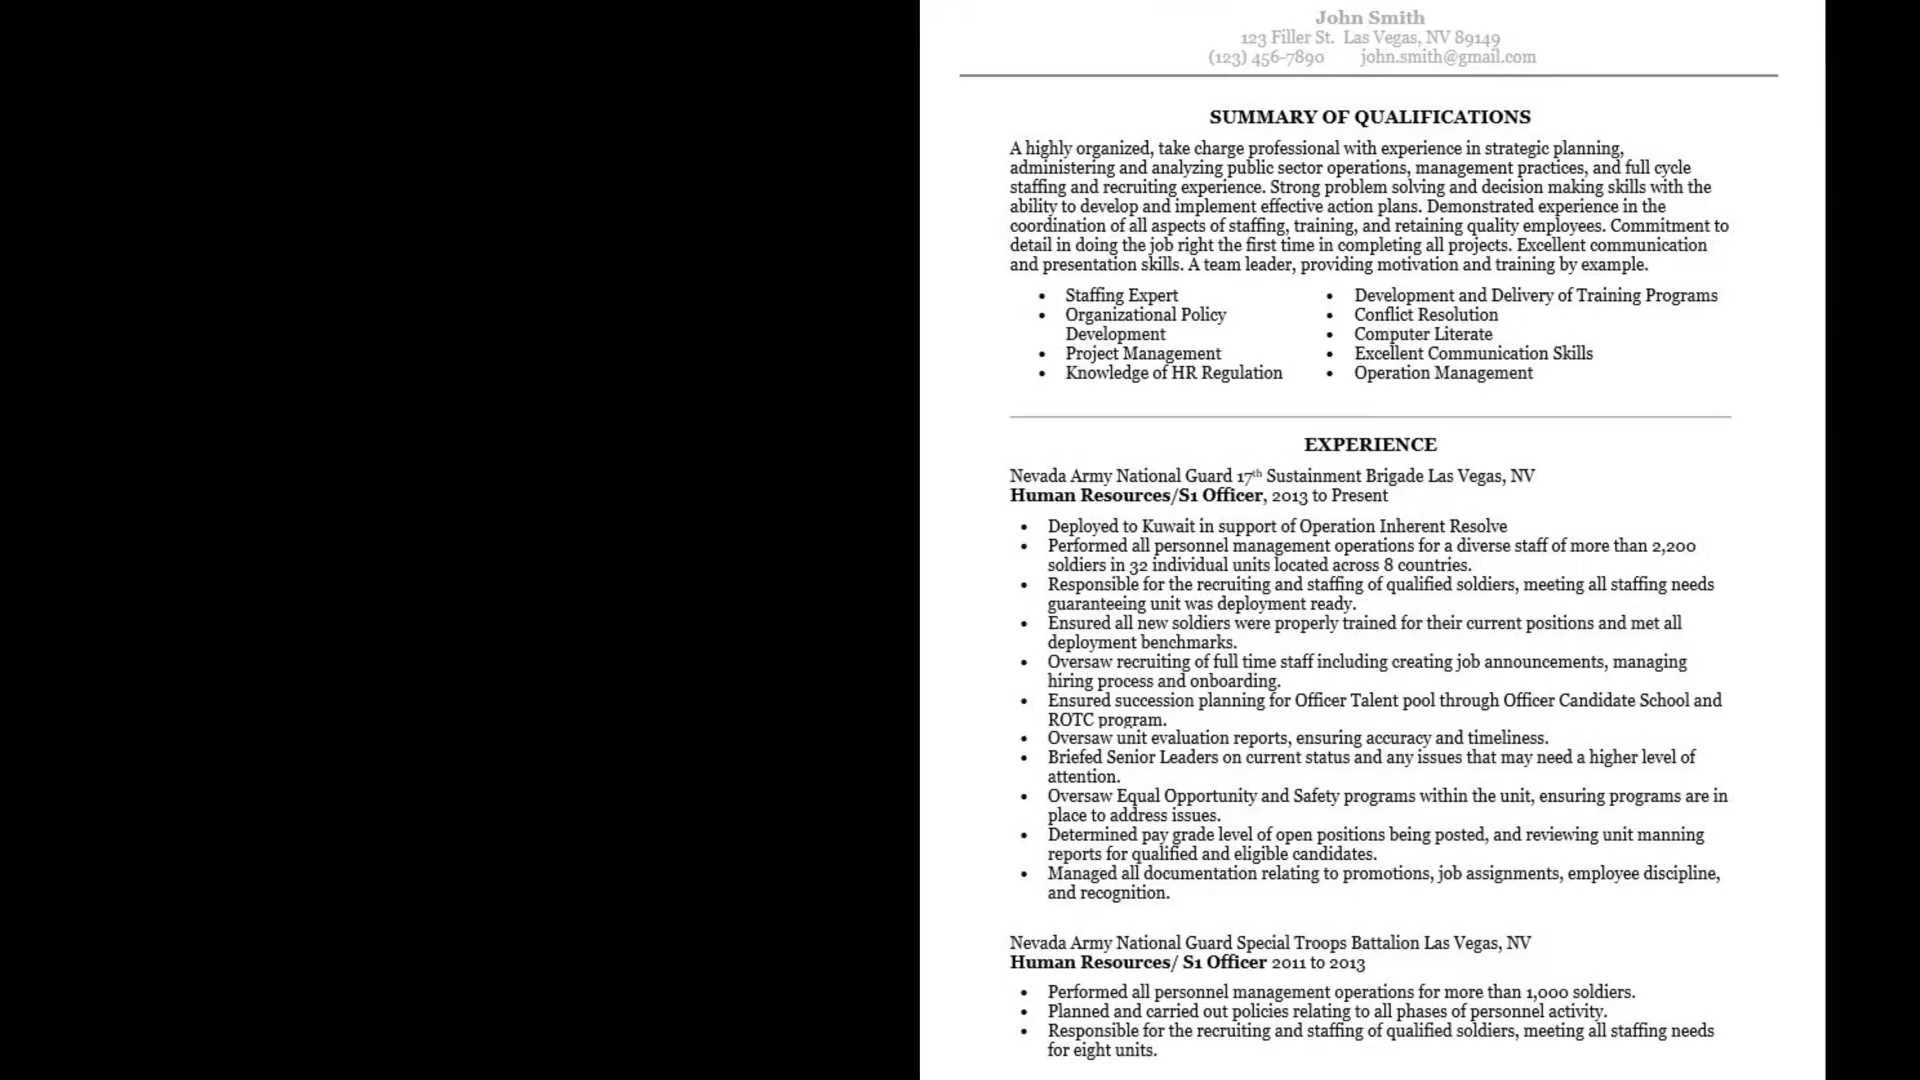 John Smith
123 Filler St. Las Vegas, NV 89149
(123) 456-7890 john.smith@gmail.com
SUMMARY OF QUALIFICATIONS
A highly organized, take charge professional with experience in strategic planning,
administering and analyzing public sector operations, management practices, and full cycle
staffing and recruiting experience. Strong problem solving and decision making skills with the
ability to develop and implement effective action plans. Demonstrated experience in the
coordination of all aspects of staffing, training, and retaining quality employees. Commitment to
detail in doing the job right the first time in completing all projects. Excellent communication
and presentation skills. A team leader, providing motivation and training by example.
• Staffing Expert
• Organizational Policy
Development
• Project Management
• Knowledge of HR Regulation
• Development and Delivery of Training Programs
• Conflict Resolution
• Computer Literate
• Excellent Communication Skills
• Operation Management
EXPERIENCE
Nevada Army National Guard 17th Sustainment Brigade Las Vegas, NV
Human Resources/S1 Officer, 2013 to Present
• Deployed to Kuwait in support of Operation Inherent Resolve
• Performed all personnel management operations for a diverse staff of more than 2,200
soldiers in 32 individual units located across 8 countries.
• Responsible for the recruiting and staffing of qualified soldiers, meeting all staffing needs
guaranteeing unit was deployment ready.
• Ensured all new soldiers were properly trained for their current positions and met all
deployment benchmarks.
• Oversaw recruiting of full time staff including creating job announcements, managing
hiring process and onboarding.
• Ensured succession planning for Officer Talent pool through Officer Candidate School and
ROTC program.
• Oversaw unit evaluation reports, ensuring accuracy and timeliness.
• Briefed Senior Leaders on current status and any issues that may need a higher level of
attention.
• Oversaw Equal Opportunity and Safety programs within the unit, ensuring programs are in
place to address issues.
• Determined pay grade level of open positions being posted, and reviewing unit manning
reports for qualified and eligible candidates.
• Managed all documentation relating to promotions, job assignments, employee discipline,
and recognition.
Nevada Army National Guard Special Troops Battalion Las Vegas, NV
Human Resources/ S1 Officer 2011 to 2013
• Performed all personnel management operations for more than 1,000 soldiers.
• Planned and carried out policies relating to all phases of personnel activity.
• Responsible for the recruiting and staffing of qualified soldiers, meeting all staffing needs
for eight units.